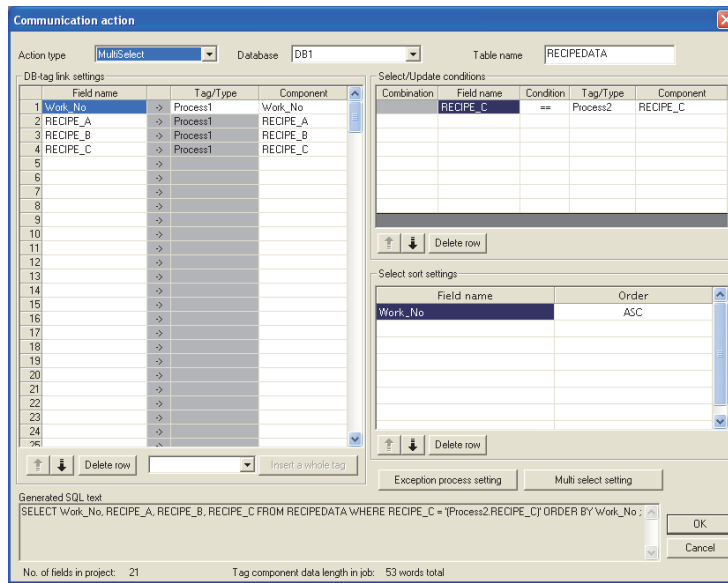 Communication action
Action type MultiSelect Database DB1 Table name RECIPEDATA
DB-tag link settings
Field name Tag/Type Component
1 Work_No -> Process1 Work_No
2 RECIPE_A -> Process1 RECIPE_A
3 RECIPE_B -> Process1 RECIPE_B
4 RECIPE_C -> Process1 RECIPE_C
5 ->
6 ->
7 ->
8 ->
9 ->
10 ->
11 ->
12 ->
13 ->
14 ->
15 ->
16 ->
17 ->
18 ->
19 ->
20 ->
21 ->
22 ->
23 ->
24 ->
25 ->
Delete row Insert a whole tag
Select/Update conditions
Combination Field name Condition Tag/Type Component
RECIPE_C == Process2 RECIPE_C
Delete row
Select sort settings
Field name Order
Work_No ASC
Delete row
Exception process setting Multi select setting
Generated SQL text
SELECT Work_No, RECIPE_A, RECIPE_B, RECIPE_C FROM RECIPEDATA WHERE RECIPE_C = '{Process2.RECIPE_C}' ORDER BY Work_No ;
OK
Cancel
No. of fields in project: 21 Tag component data length in job: 53 words total